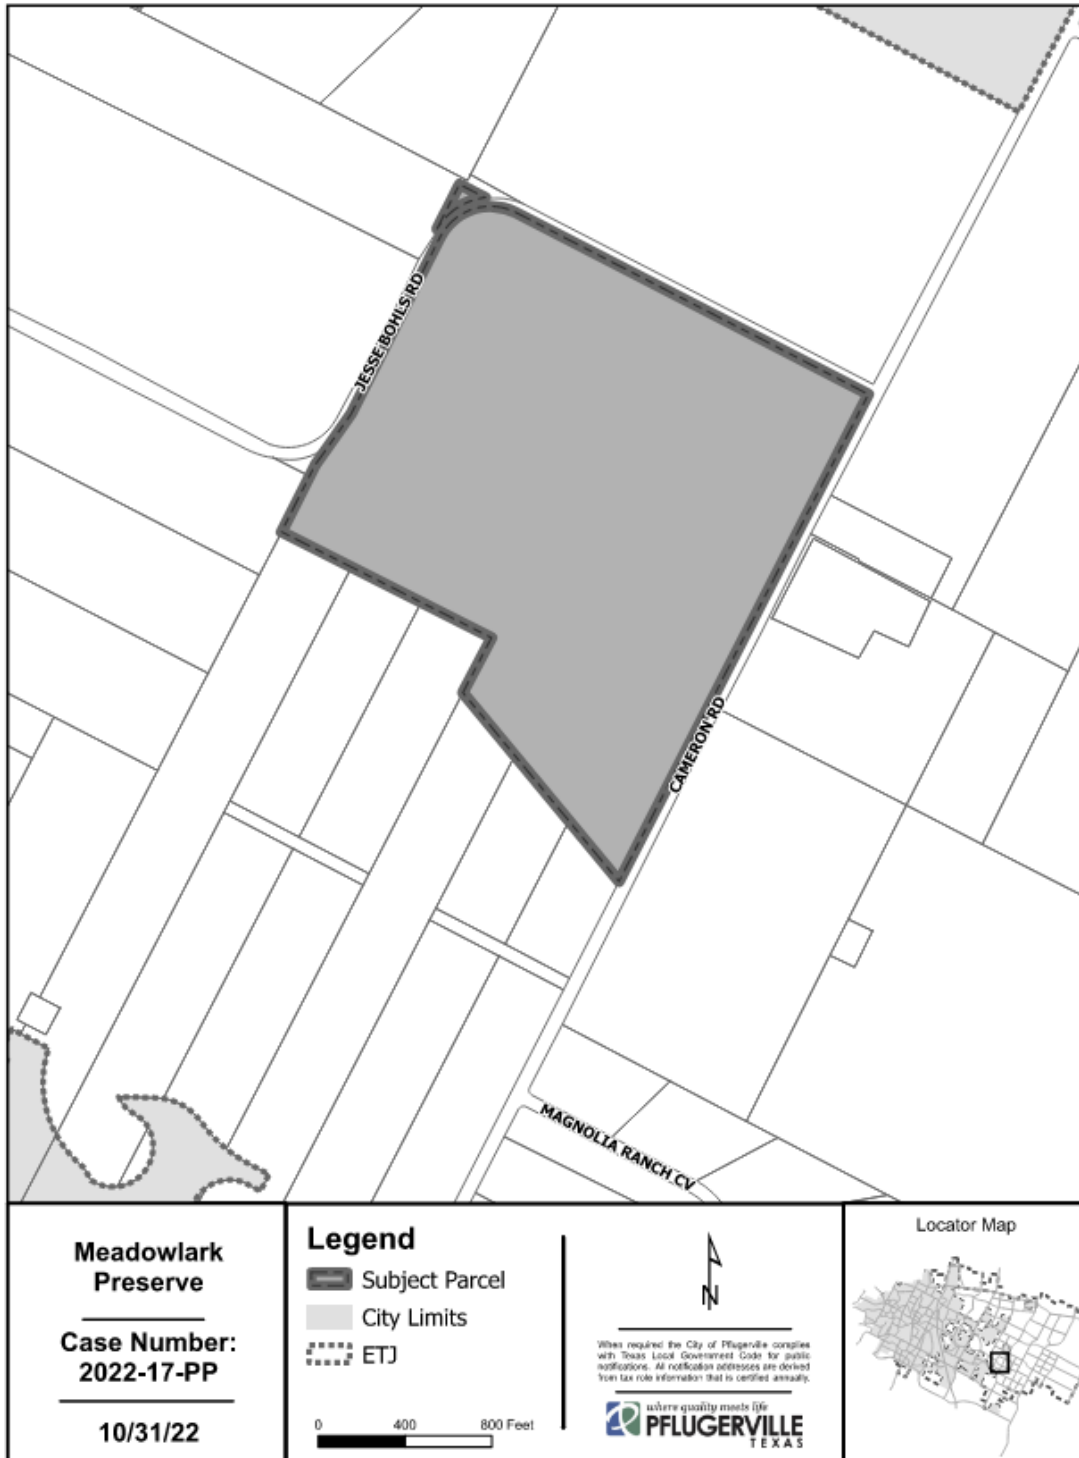 JESSE BOHLS RD
CAMERON RD
MAGNOLIA RANCH CV
Meadowlark
Preserve
Case Number:
2022-17-PP
10/31/22
Legend
Subject Parcel
City Limits
ETJ
0 400 800 Feet
N
When required the City of Pflugerville complies
with Texas Local Government Code for public
notifications. All notification addresses are derived
from tax role information that is certified annually.
where quality meets life
PFLUGERVILLE
TEXAS
Locator Map